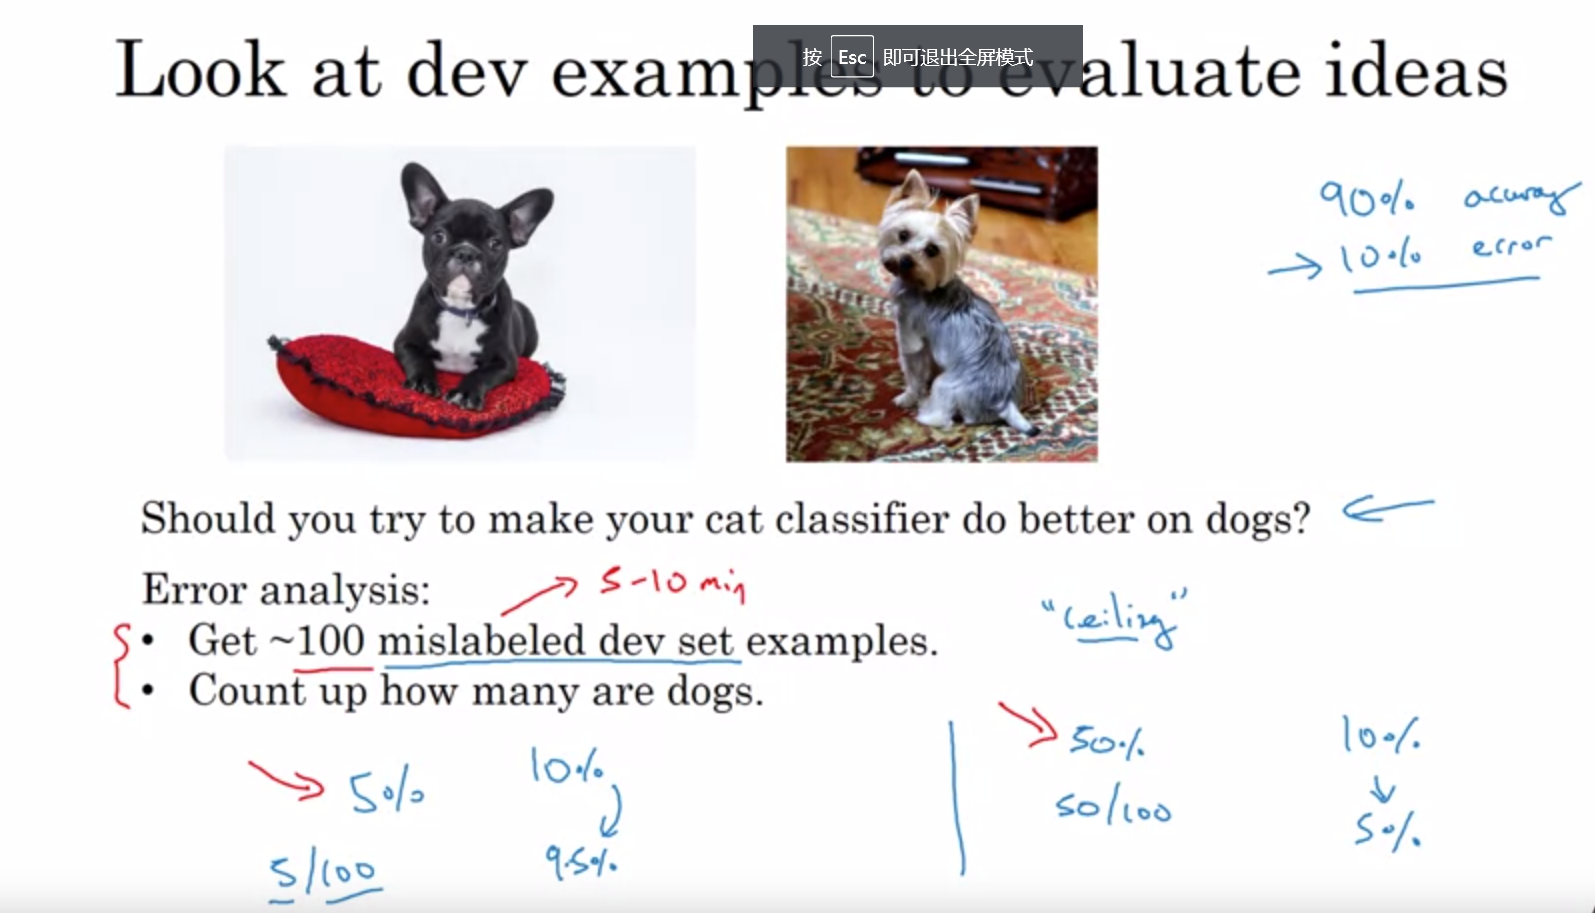 Look at dev examples to evaluate ideas
按 Esc 即可退出全屏模式
90% accuracy
→ 10% error
Should you try to make your cat classifier do better on dogs? ←
Error analysis:
→ 5-10 min
• Get ~100 mislabeled dev set examples.
"ceiling"
• Count up how many are dogs.
→ 5% 10%
5/100 9.5%
→ 50% 10%
↓
50/100 5%